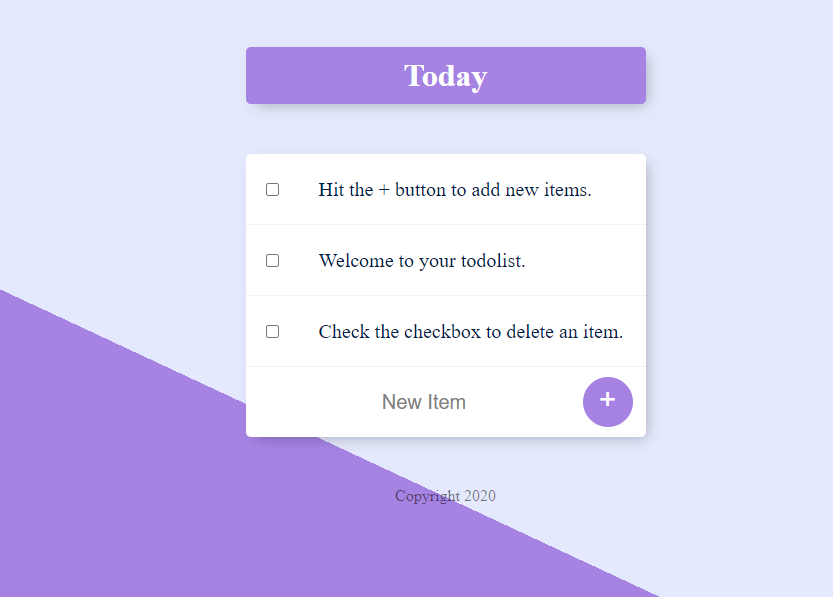 Today
Hit the + button to add new items.
Welcome to your todolist.
Check the checkbox to delete an item.
New Item
+
Copyright 2020